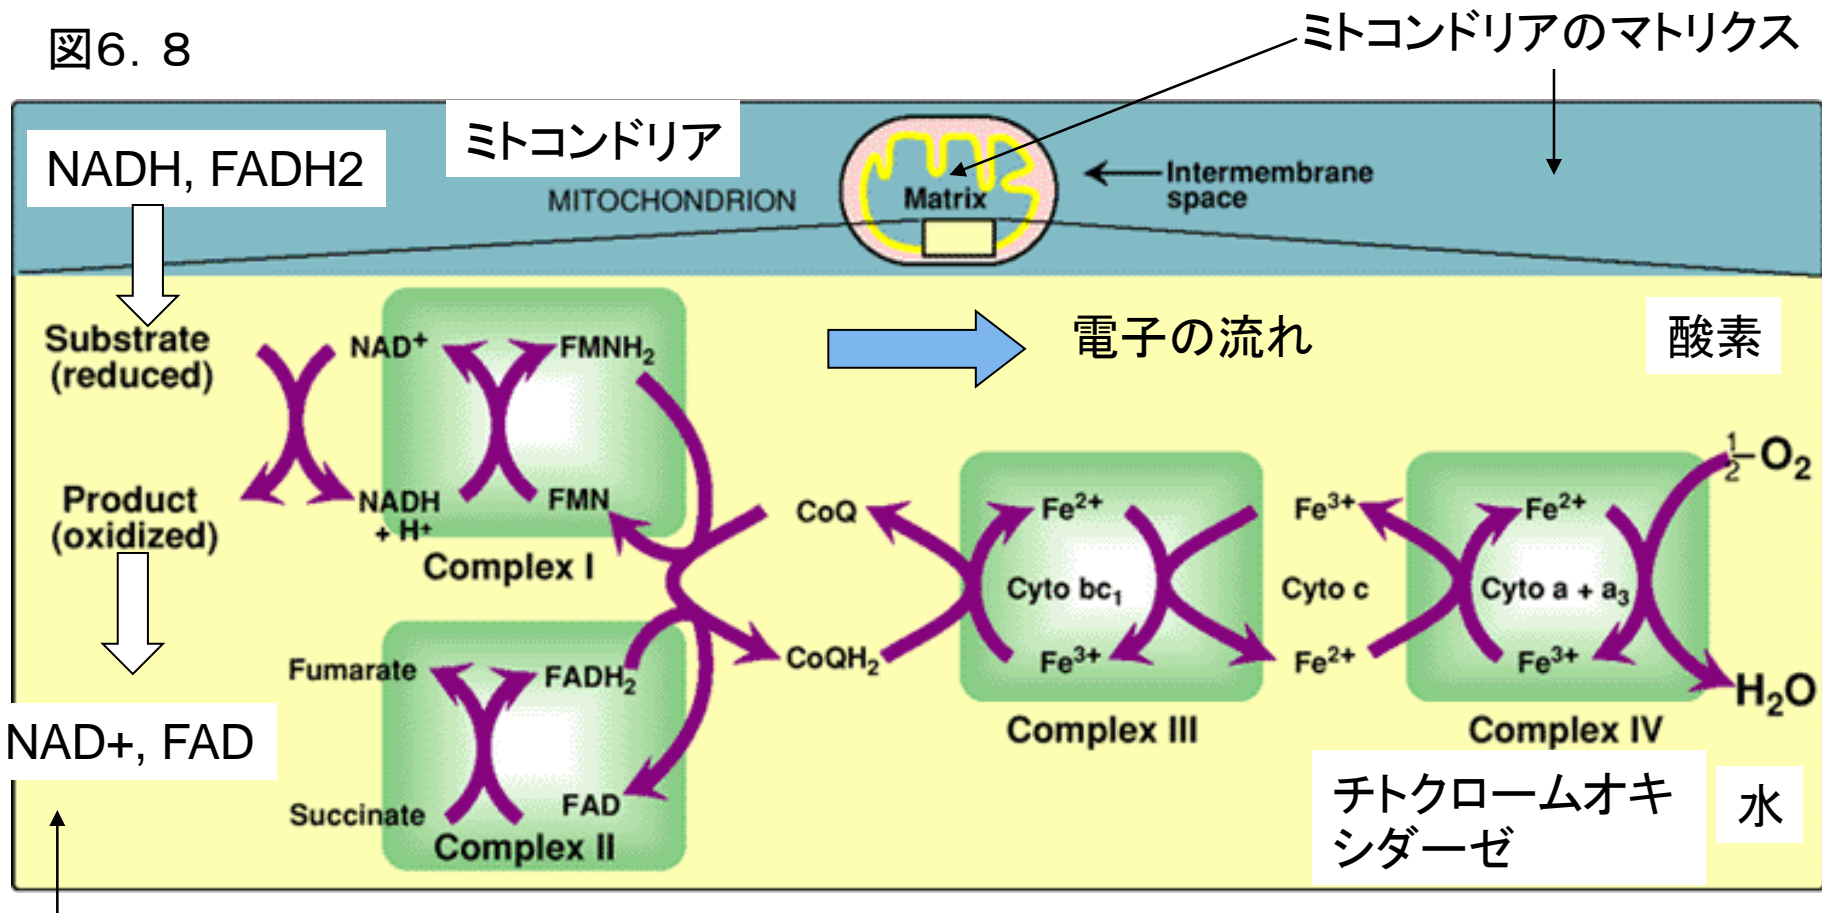 図6. 8
ミトコンドリアのマトリクス
ミトコンドリア
NADH, FADH2
MITOCHONDRION
Matrix
Intermembrane
space
Substrate
(reduced)
NAD⁺
FMNH₂
電子の流れ
酸素
Product
(oxidized)
NADH
+ H⁺
FMN
Complex I
CoQ
Fe²⁺
Fe³⁺
Fe²⁺
½ O₂
Cyto bc₁
Cyto c
Cyto a + a₃
Fumarate
FADH₂
CoQH₂
Fe³⁺
Fe²⁺
Fe³⁺
H₂O
Complex III
Complex IV
NAD+, FAD
Succinate
FAD
Complex II
チトクロームオキ
シダーゼ
水